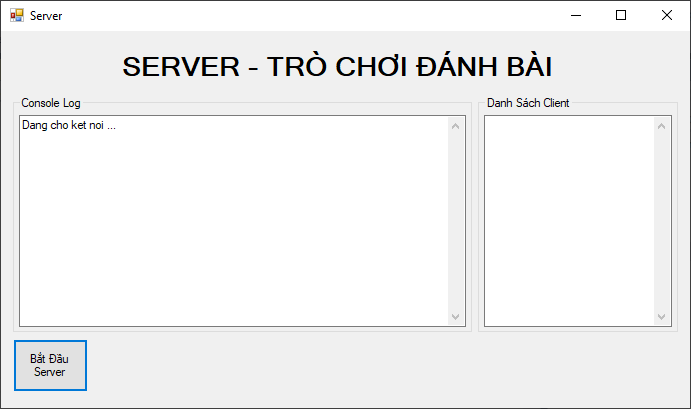 Server
SERVER - TRÒ CHƠI ĐÁNH BÀI
Console Log
Dang cho ket noi ...
Danh Sách Client
Bắt Đầu
Server